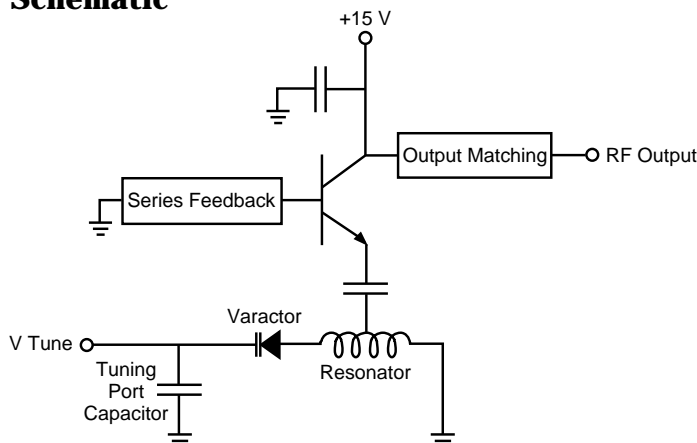 Schematic
+15 V
Output Matching
RF Output
Series Feedback
Varactor
V Tune
Tuning
Port
Capacitor
Resonator